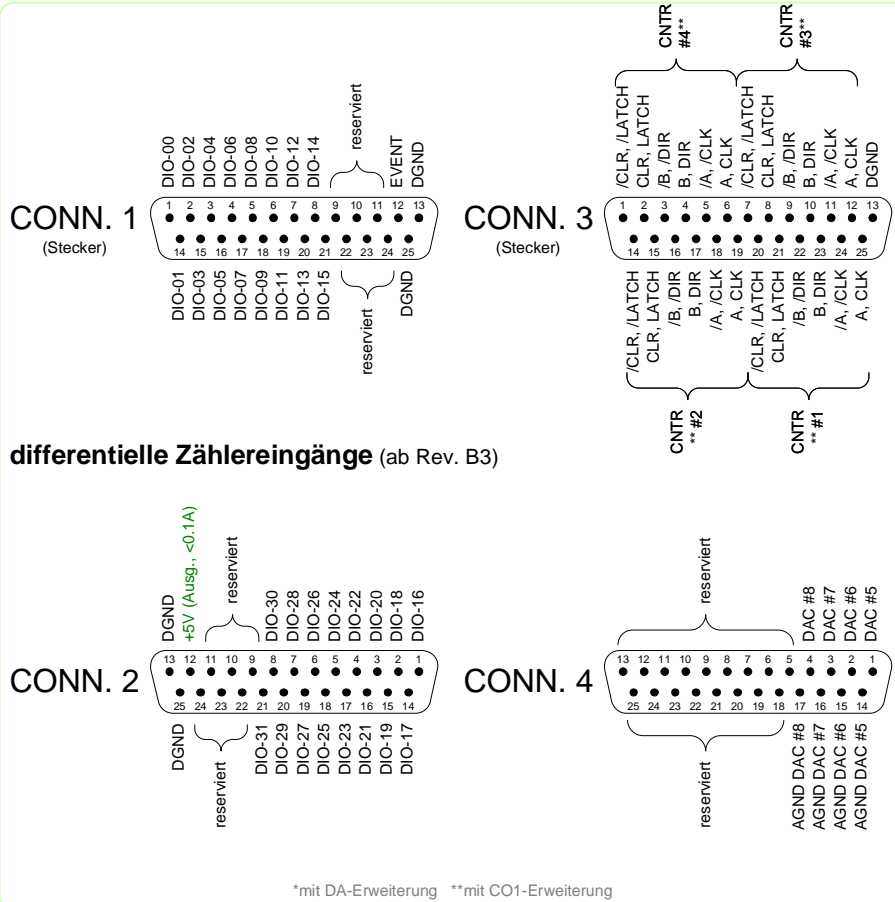 CONN. 1
(Stecker)
DIO-00
DIO-02
DIO-04
DIO-06
DIO-08
DIO-10
DIO-12
DIO-14
reserviert
EVENT
DGND
1 2 3 4 5 6 7 8 9 10 11 12 13
14 15 16 17 18 19 20 21 22 23 24 25
DIO-01
DIO-03
DIO-05
DIO-07
DIO-09
DIO-11
DIO-13
DIO-15
reserviert
DGND
CONN. 3
(Stecker)
CNTR
#4**
CNTR
#3**
/CLR, /LATCH
CLR, LATCH
/B, /DIR
B, DIR
/A, /CLK
A, CLK
/CLR, /LATCH
CLR, LATCH
/B, /DIR
B, DIR
/A, /CLK
A, CLK
DGND
1 2 3 4 5 6 7 8 9 10 11 12 13
14 15 16 17 18 19 20 21 22 23 24 25
/CLR, /LATCH
CLR, LATCH
/B, /DIR
B, DIR
/A, /CLK
A, CLK
/CLR, /LATCH
CLR, LATCH
/B, /DIR
B, DIR
/A, /CLK
A, CLK
CNTR
** #2
CNTR
** #1
differentielle Zählereingänge (ab Rev. B3)
CONN. 2
DGND
+5V (Ausg., <0.1A)
reserviert
DIO-30
DIO-28
DIO-26
DIO-24
DIO-22
DIO-20
DIO-18
DIO-16
13 12 11 10 9 8 7 6 5 4 3 2 1
25 24 23 22 21 20 19 18 17 16 15 14
DGND
reserviert
DIO-31
DIO-29
DIO-27
DIO-25
DIO-23
DIO-21
DIO-19
DIO-17
CONN. 4
reserviert
DAC #8
DAC #7
DAC #6
DAC #5
13 12 11 10 9 8 7 6 5 4 3 2 1
25 24 23 22 21 20 19 18 17 16 15 14
reserviert
AGND DAC #8
AGND DAC #7
AGND DAC #6
AGND DAC #5
*mit DA-Erweiterung **mit CO1-Erweiterung